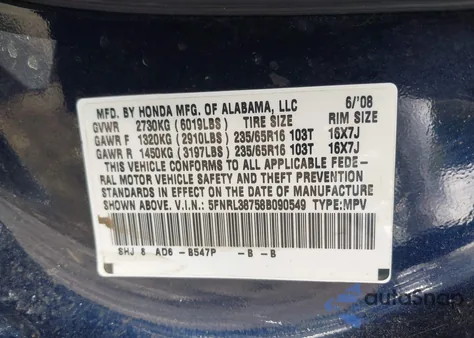 MFD. BY HONDA MFG. OF ALABAMA, LLC 6/'08
GVWR 2730KG (6019LBS) TIRE SIZE RIM SIZE
GAWR F 1320KG (2910LBS) 235/65R16 103T 16X7J
GAWR R 1450KG (3197LBS) 235/65R16 103T 16X7J
THIS VEHICLE CONFORMS TO ALL APPLICABLE FEDE-
RAL MOTOR VEHICLE SAFETY AND THEFT PREVENTION
STANDARDS IN EFFECT ON THE DATE OF MANUFACTURE
SHOWN ABOVE. V.I.N.: 5FNRL38758B090549 TYPE:MPV
SHJ 8 AD6 -B547P -B -B
autosnap